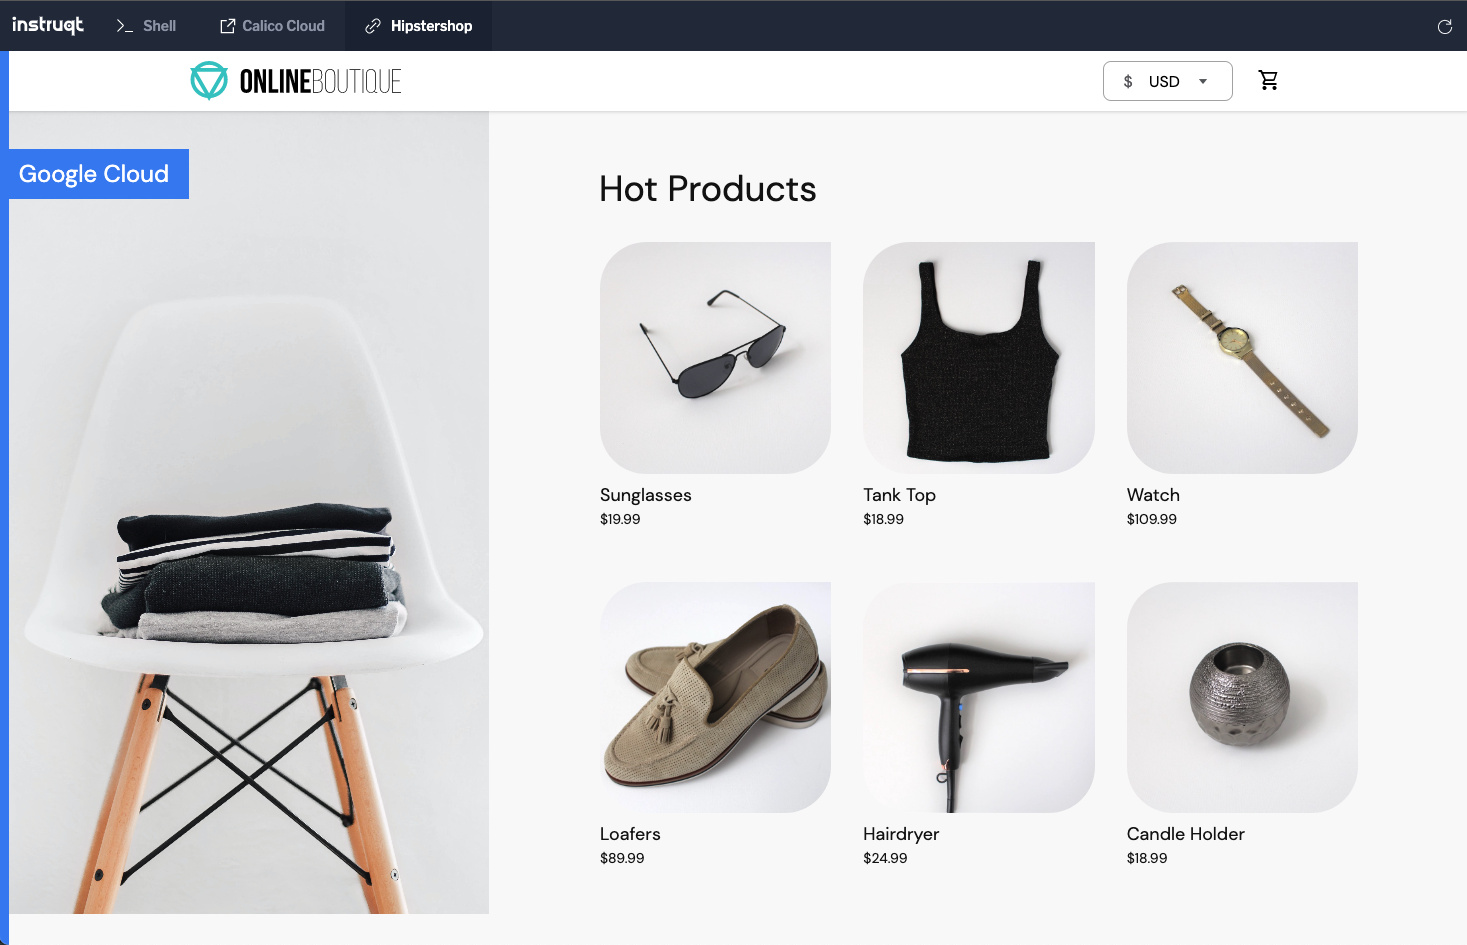 instruqt
Shell
Calico Cloud
Hipstershop
ONLINEBOUTIQUE
$ USD
Google Cloud
Hot Products
Sunglasses
$19.99
Tank Top
$18.99
Watch
$109.99
Loafers
$89.99
Hairdryer
$24.99
Candle Holder
$18.99